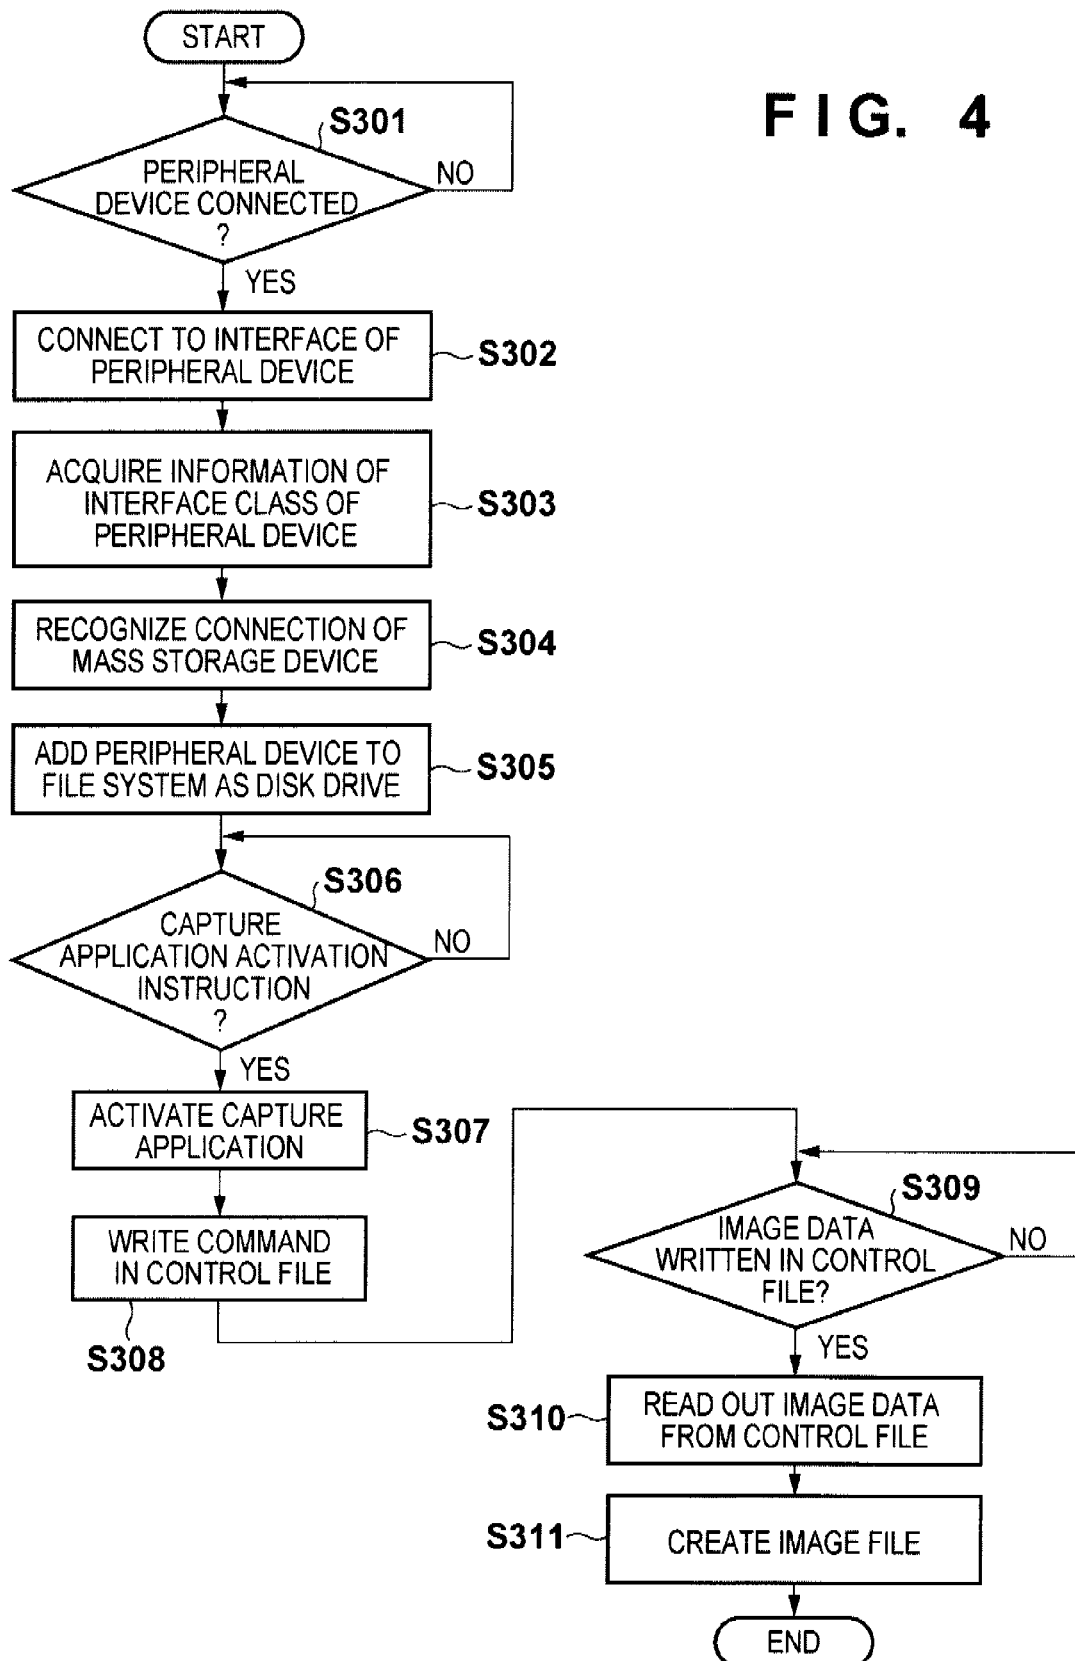 START
FIG. 4
S301
PERIPHERAL
DEVICE CONNECTED
?
NO
YES
CONNECT TO INTERFACE OF
PERIPHERAL DEVICE
S302
ACQUIRE INFORMATION OF
INTERFACE CLASS OF
PERIPHERAL DEVICE
S303
RECOGNIZE CONNECTION OF
MASS STORAGE DEVICE
S304
ADD PERIPHERAL DEVICE TO
FILE SYSTEM AS DISK DRIVE
S305
S306
CAPTURE
APPLICATION ACTIVATION
INSTRUCTION
?
NO
YES
ACTIVATE CAPTURE
APPLICATION
S307
WRITE COMMAND
IN CONTROL FILE
S308
S309
IMAGE DATA
WRITTEN IN CONTROL
FILE?
NO
YES
READ OUT IMAGE DATA
FROM CONTROL FILE
S310
CREATE IMAGE FILE
S311
END